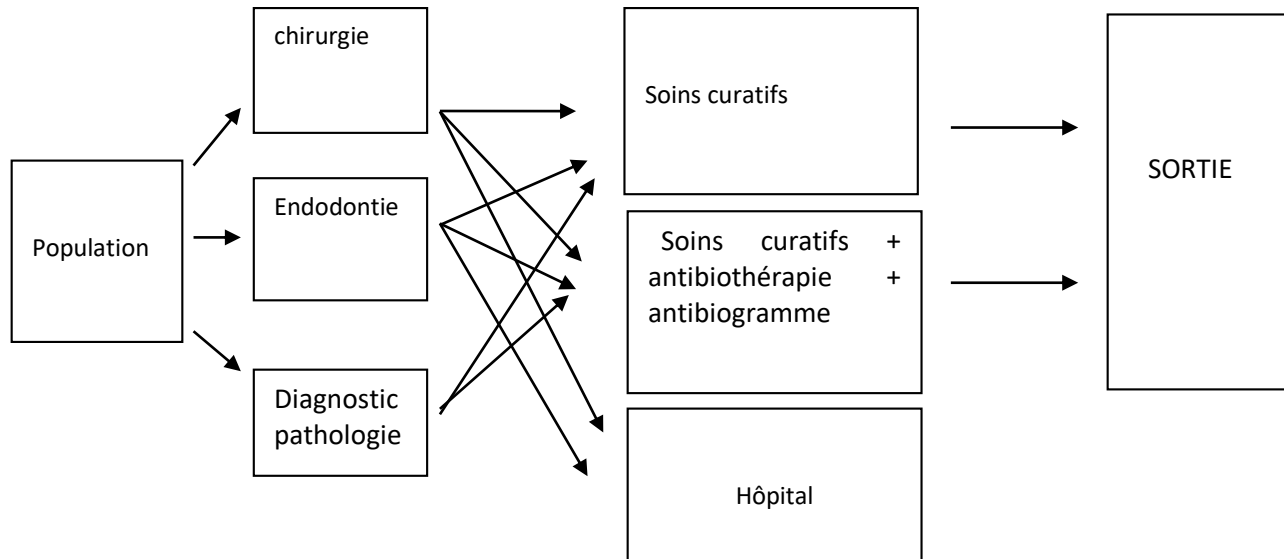 Population
chirurgie
Endodontie
Diagnostic
pathologie
Soins curatifs
Soins curatifs +
antibiothérapie +
antibiogramme
Hôpital
SORTIE